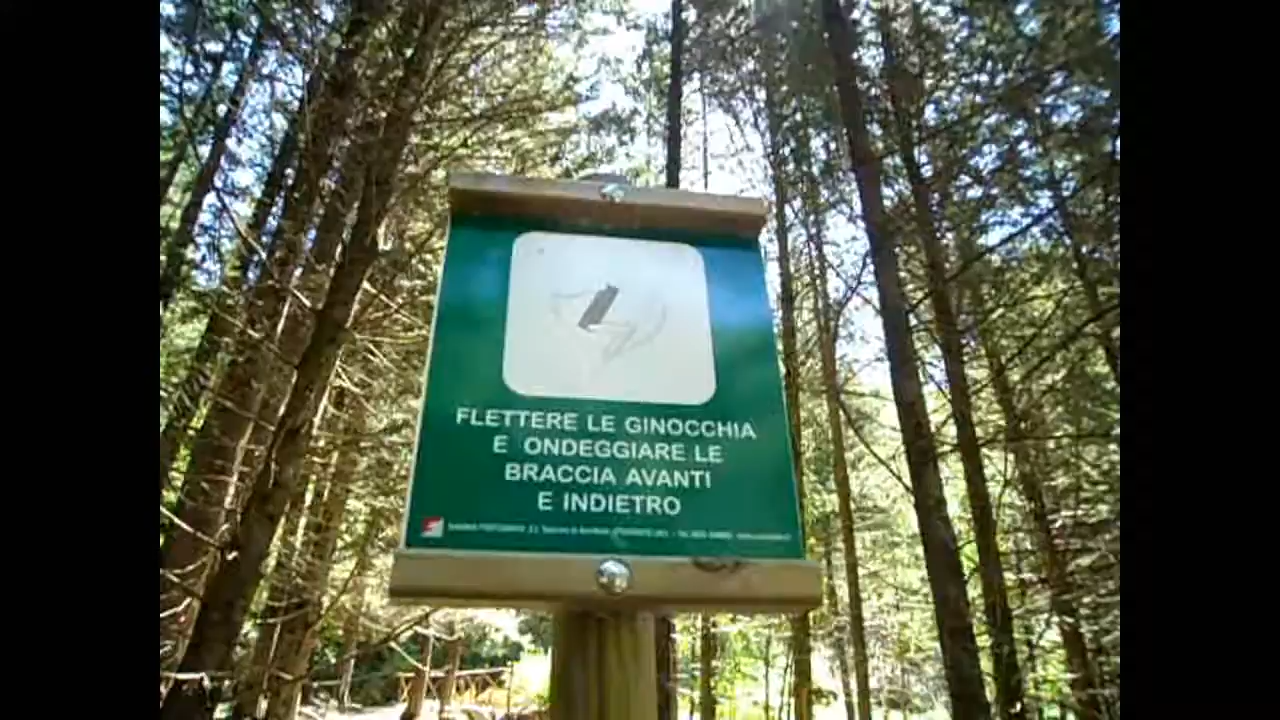 FLETTERE LE GINOCCHIA
E ONDEGGIARE LE
BRACCIA AVANTI
E INDIETRO